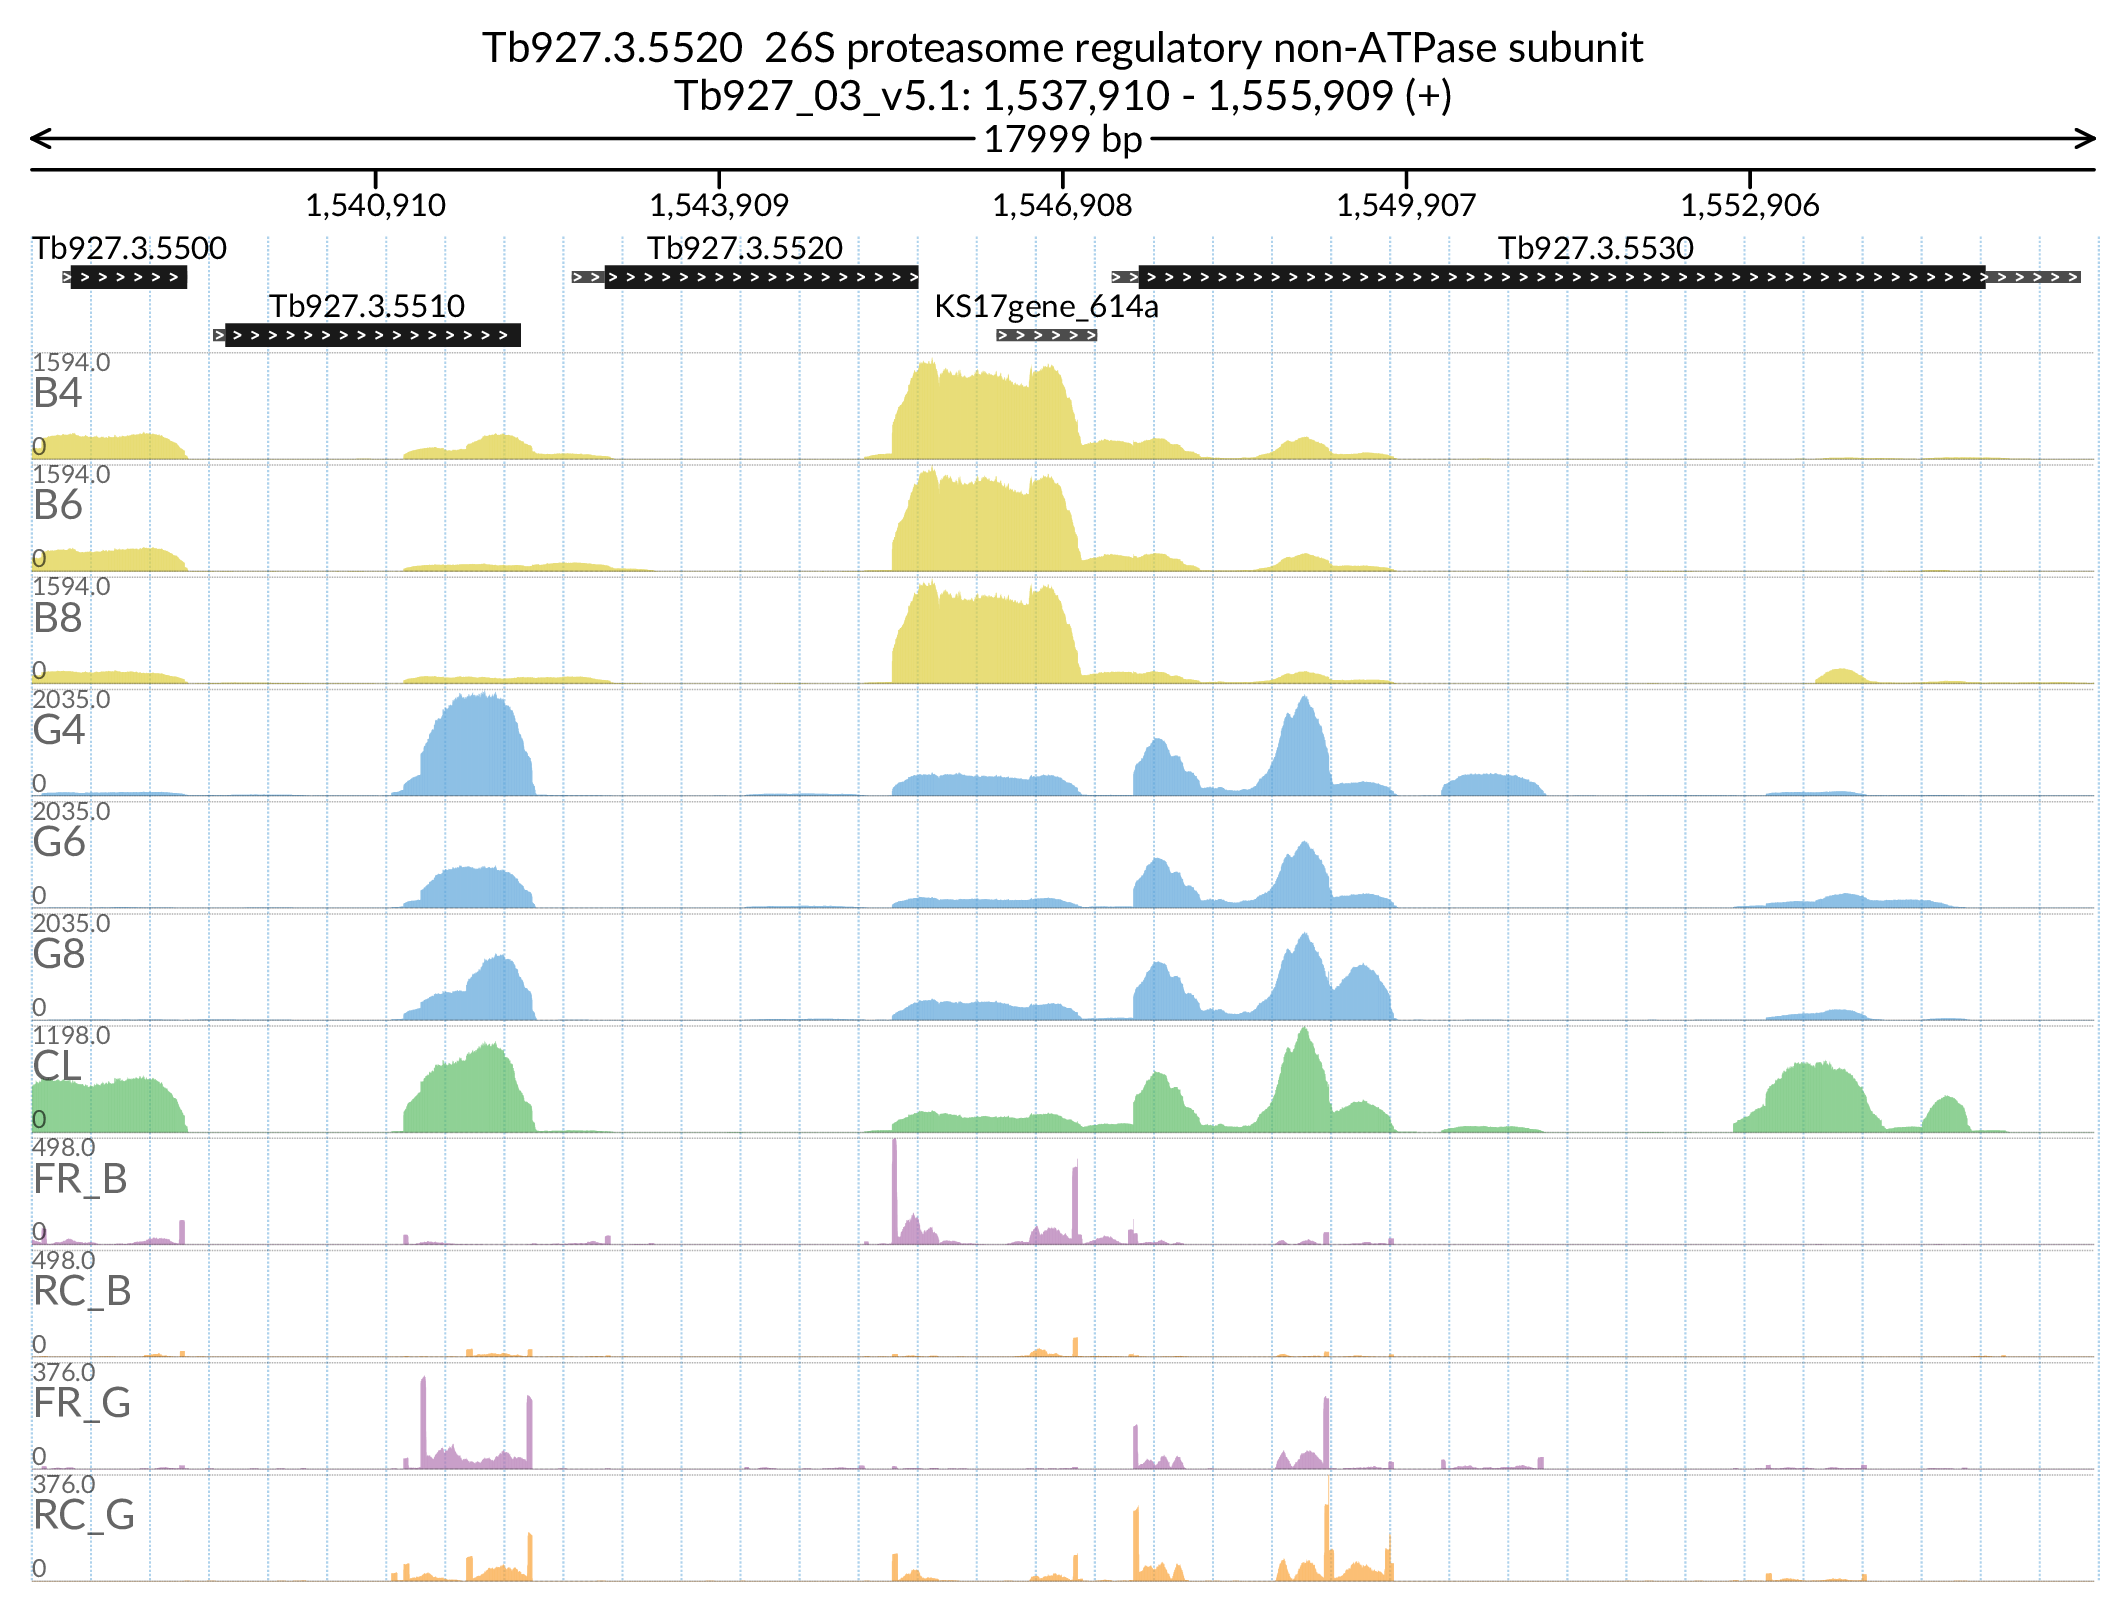 Tb927.3.5520  26S proteasome regulatory non-ATPase subunit
Tb927_03_v5.1: 1,537,910 - 1,555,909 (+)
17999 bp
1,540,910 1,543,909 1,546,908 1,549,907 1,552,906
Tb927.3.5500 Tb927.3.5520 Tb927.3.5530
Tb927.3.5510 KS17gene_614a
1594.0
B4
0
1594.0
B6
0
1594.0
B8
0
2035.0
G4
0
2035.0
G6
0
2035.0
G8
0
1198.0
CL
0
498.0
FR_B
0
498.0
RC_B
0
376.0
FR_G
0
376.0
RC_G
0